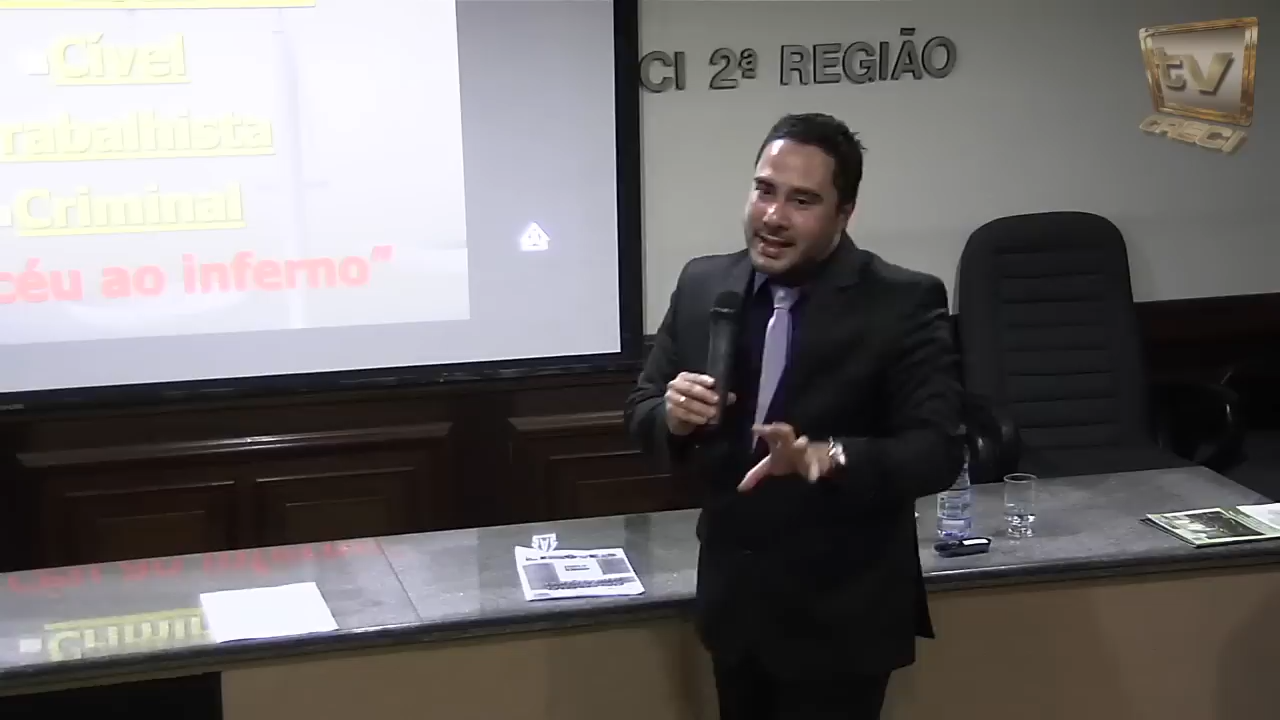 Cível
rabalhista
Criminal
céu ao inferno”
CI 2ª REGIÃO
tv
CRECI